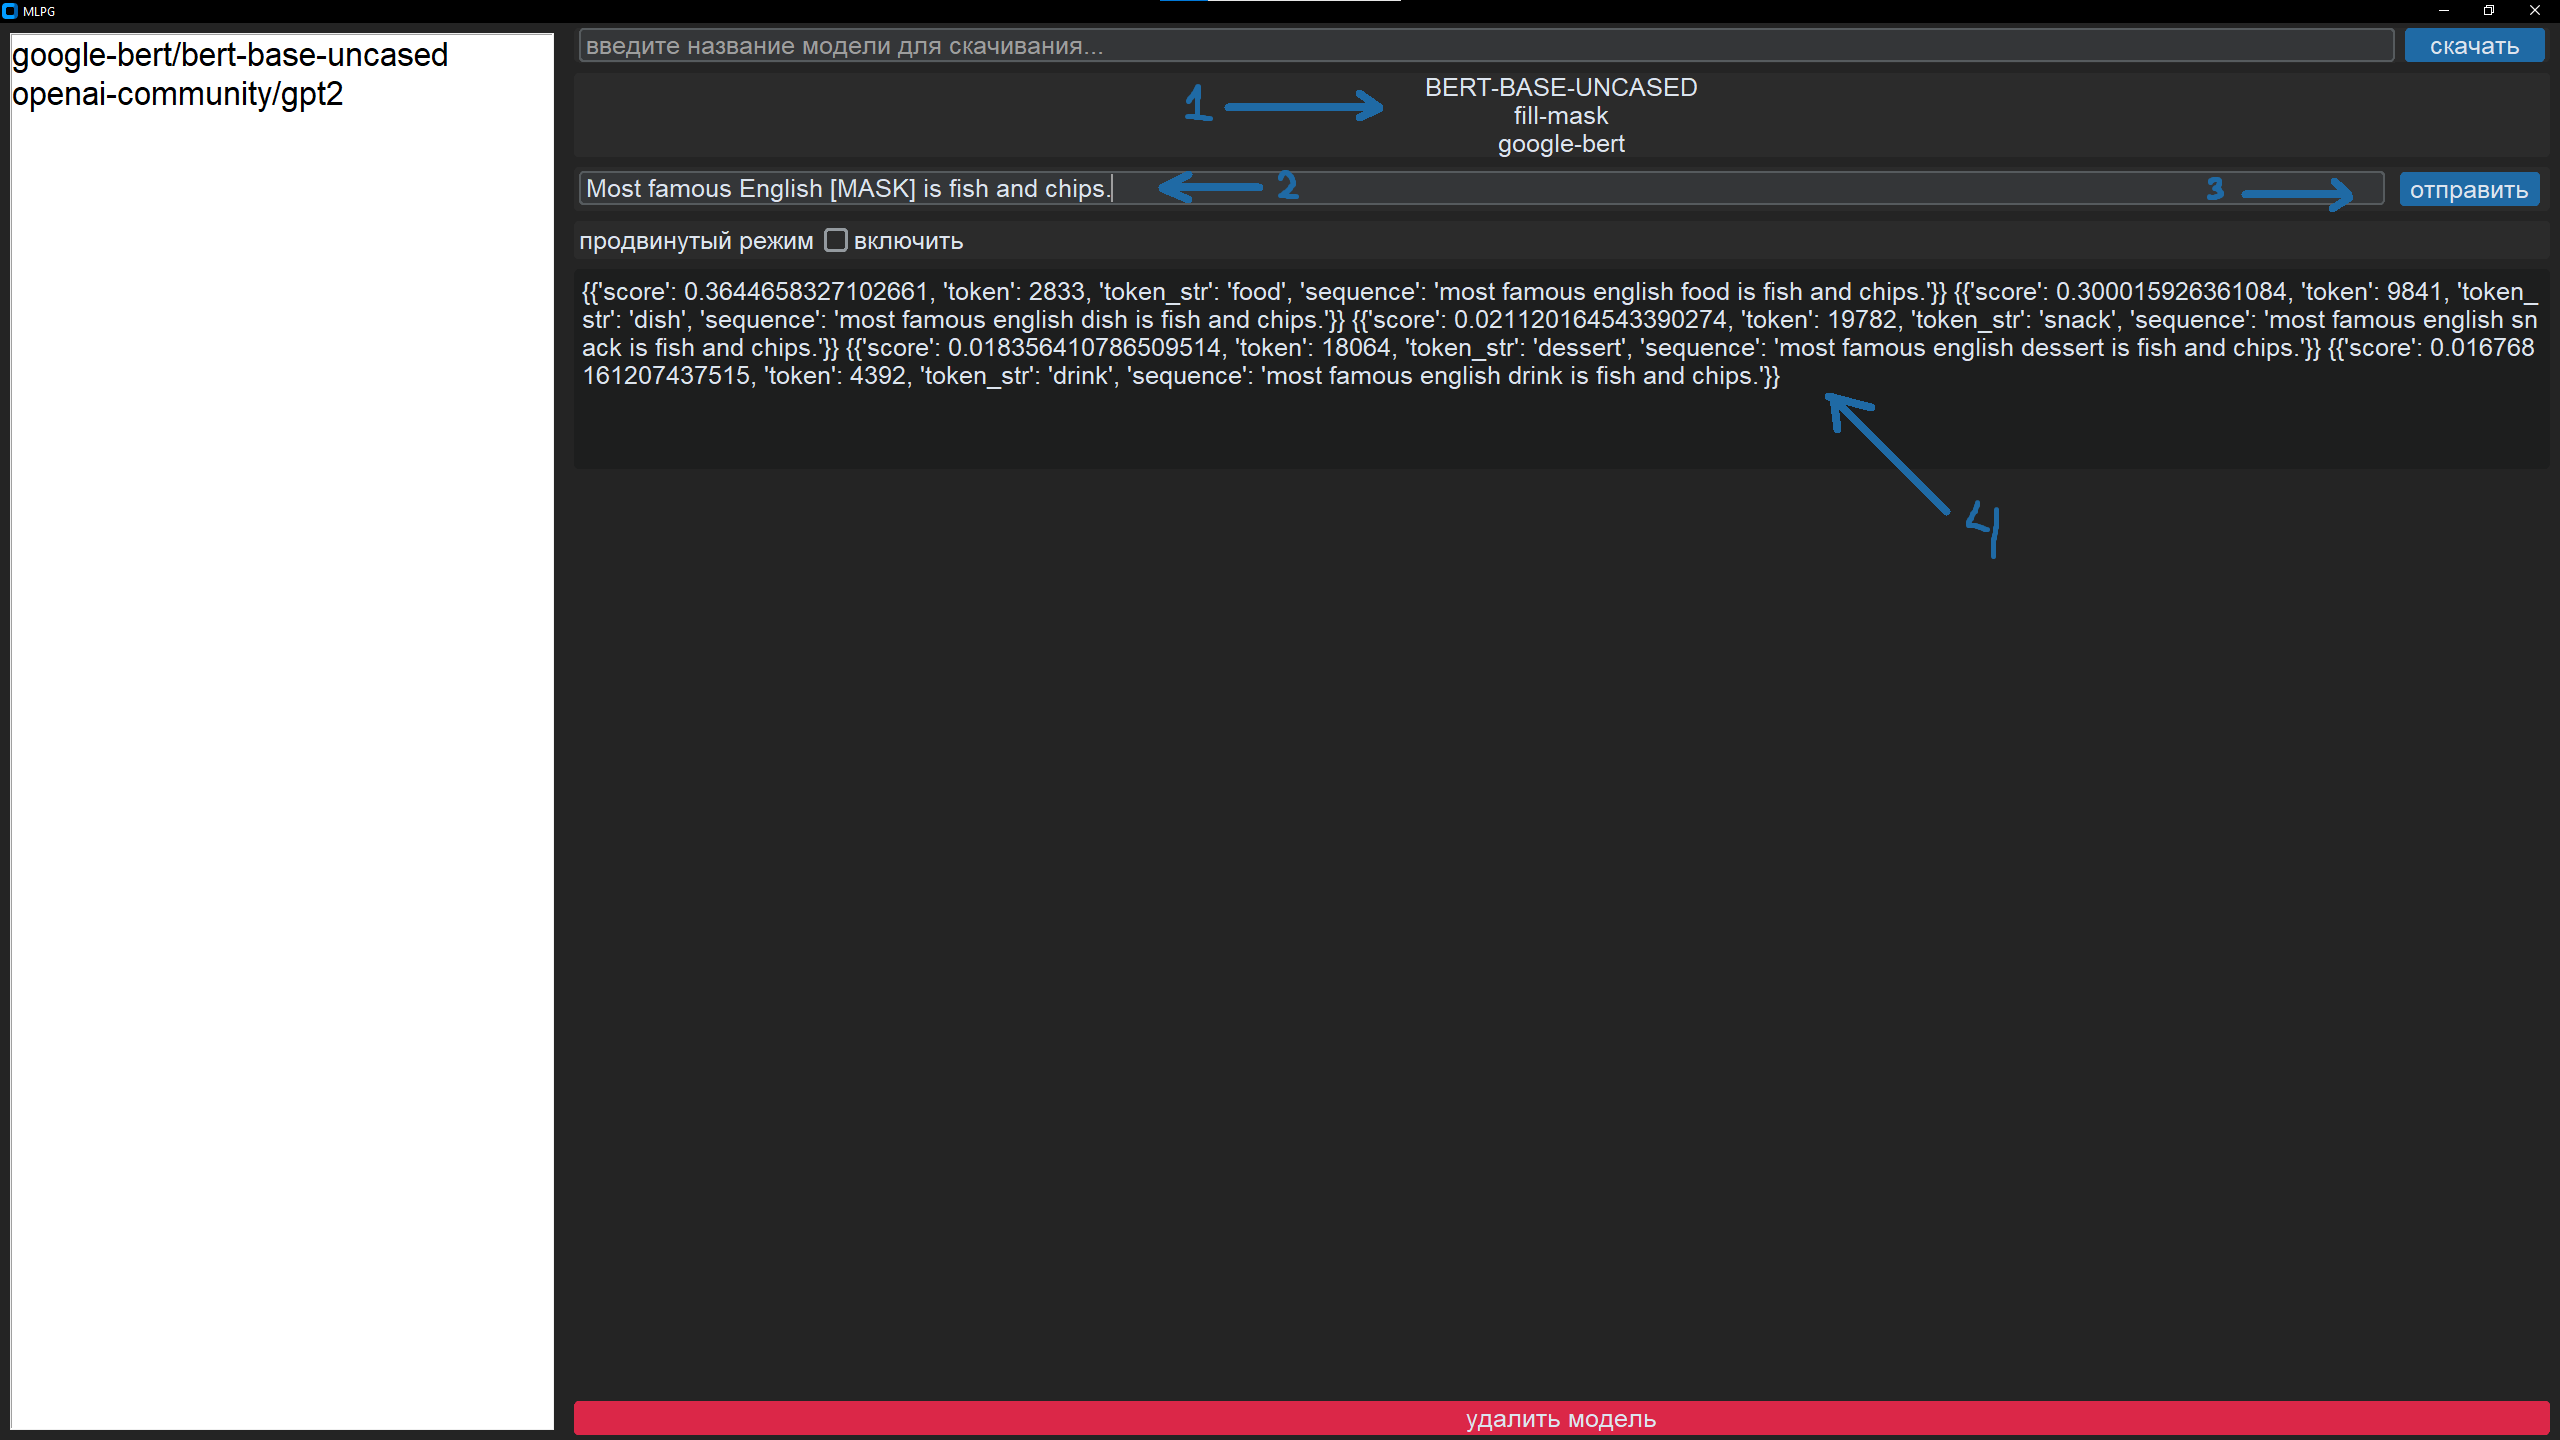 MLPG
google-bert/bert-base-uncased
openai-community/gpt2
введите название модели для скачивания...
скачать
1
BERT-BASE-UNCASED
fill-mask
google-bert
Most famous English [MASK] is fish and chips.
2
3
отправить
продвинутый режим включить
{{'score': 0.3644658327102661, 'token': 2833, 'token_str': 'food', 'sequence': 'most famous english food is fish and chips.'}} {{'score': 0.300015926361084, 'token': 9841, 'token_
str': 'dish', 'sequence': 'most famous english dish is fish and chips.'}} {{'score': 0.021120164543390274, 'token': 19782, 'token_str': 'snack', 'sequence': 'most famous english sn
ack is fish and chips.'}} {{'score': 0.018356410786509514, 'token': 18064, 'token_str': 'dessert', 'sequence': 'most famous english dessert is fish and chips.'}} {{'score': 0.016768
161207437515, 'token': 4392, 'token_str': 'drink', 'sequence': 'most famous english drink is fish and chips.'}}
4
удалить модель